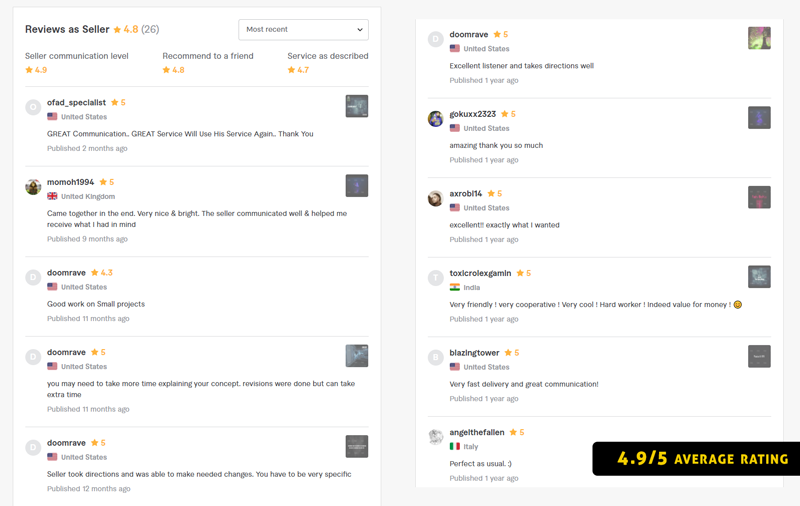 Reviews as Seller ★ 4.8 (26)
Most recent
Seller communication level
★ 4.9
Recommend to a friend
★ 4.8
Service as described
★ 4.7
D
ofad_specialist ★ 5
United States
GREAT Communication.. GREAT Service Will Use His Service Again.. Thank You
Published 2 months ago
momoh1994 ★ 5
United Kingdom
Came together in the end. Very nice & bright. The seller communicated well & helped me
receive what I had in mind
Published 9 months ago
D
doomrave ★ 4.3
United States
Good work on Small projects
Published 11 months ago
D
doomrave ★ 5
United States
you may need to take more time explaining your concept. revisions were done but can take
extra time
Published 11 months ago
D
doomrave ★ 5
United States
Seller took directions and was able to make needed changes. You have to be very specific
Published 12 months ago
D
doomrave ★ 5
United States
Excellent listener and takes directions well
Published 1 year ago
gokuxx2323 ★ 5
United States
amazing thank you so much
Published 1 year ago
axrobl14 ★ 5
United States
excellent!! exactly what I wanted
Published 1 year ago
T
toxicrolexgamin ★ 5
India
Very friendly ! very cooperative ! Very cool ! Hard worker ! Indeed value for money ! 😀
Published 1 year ago
B
blazingtower ★ 5
United States
Very fast delivery and great communication!
Published 1 year ago
angelthefallen ★ 5
Italy
Perfect as usual. :)
Published 1 year ago
4.9/5 AVERAGE RATING